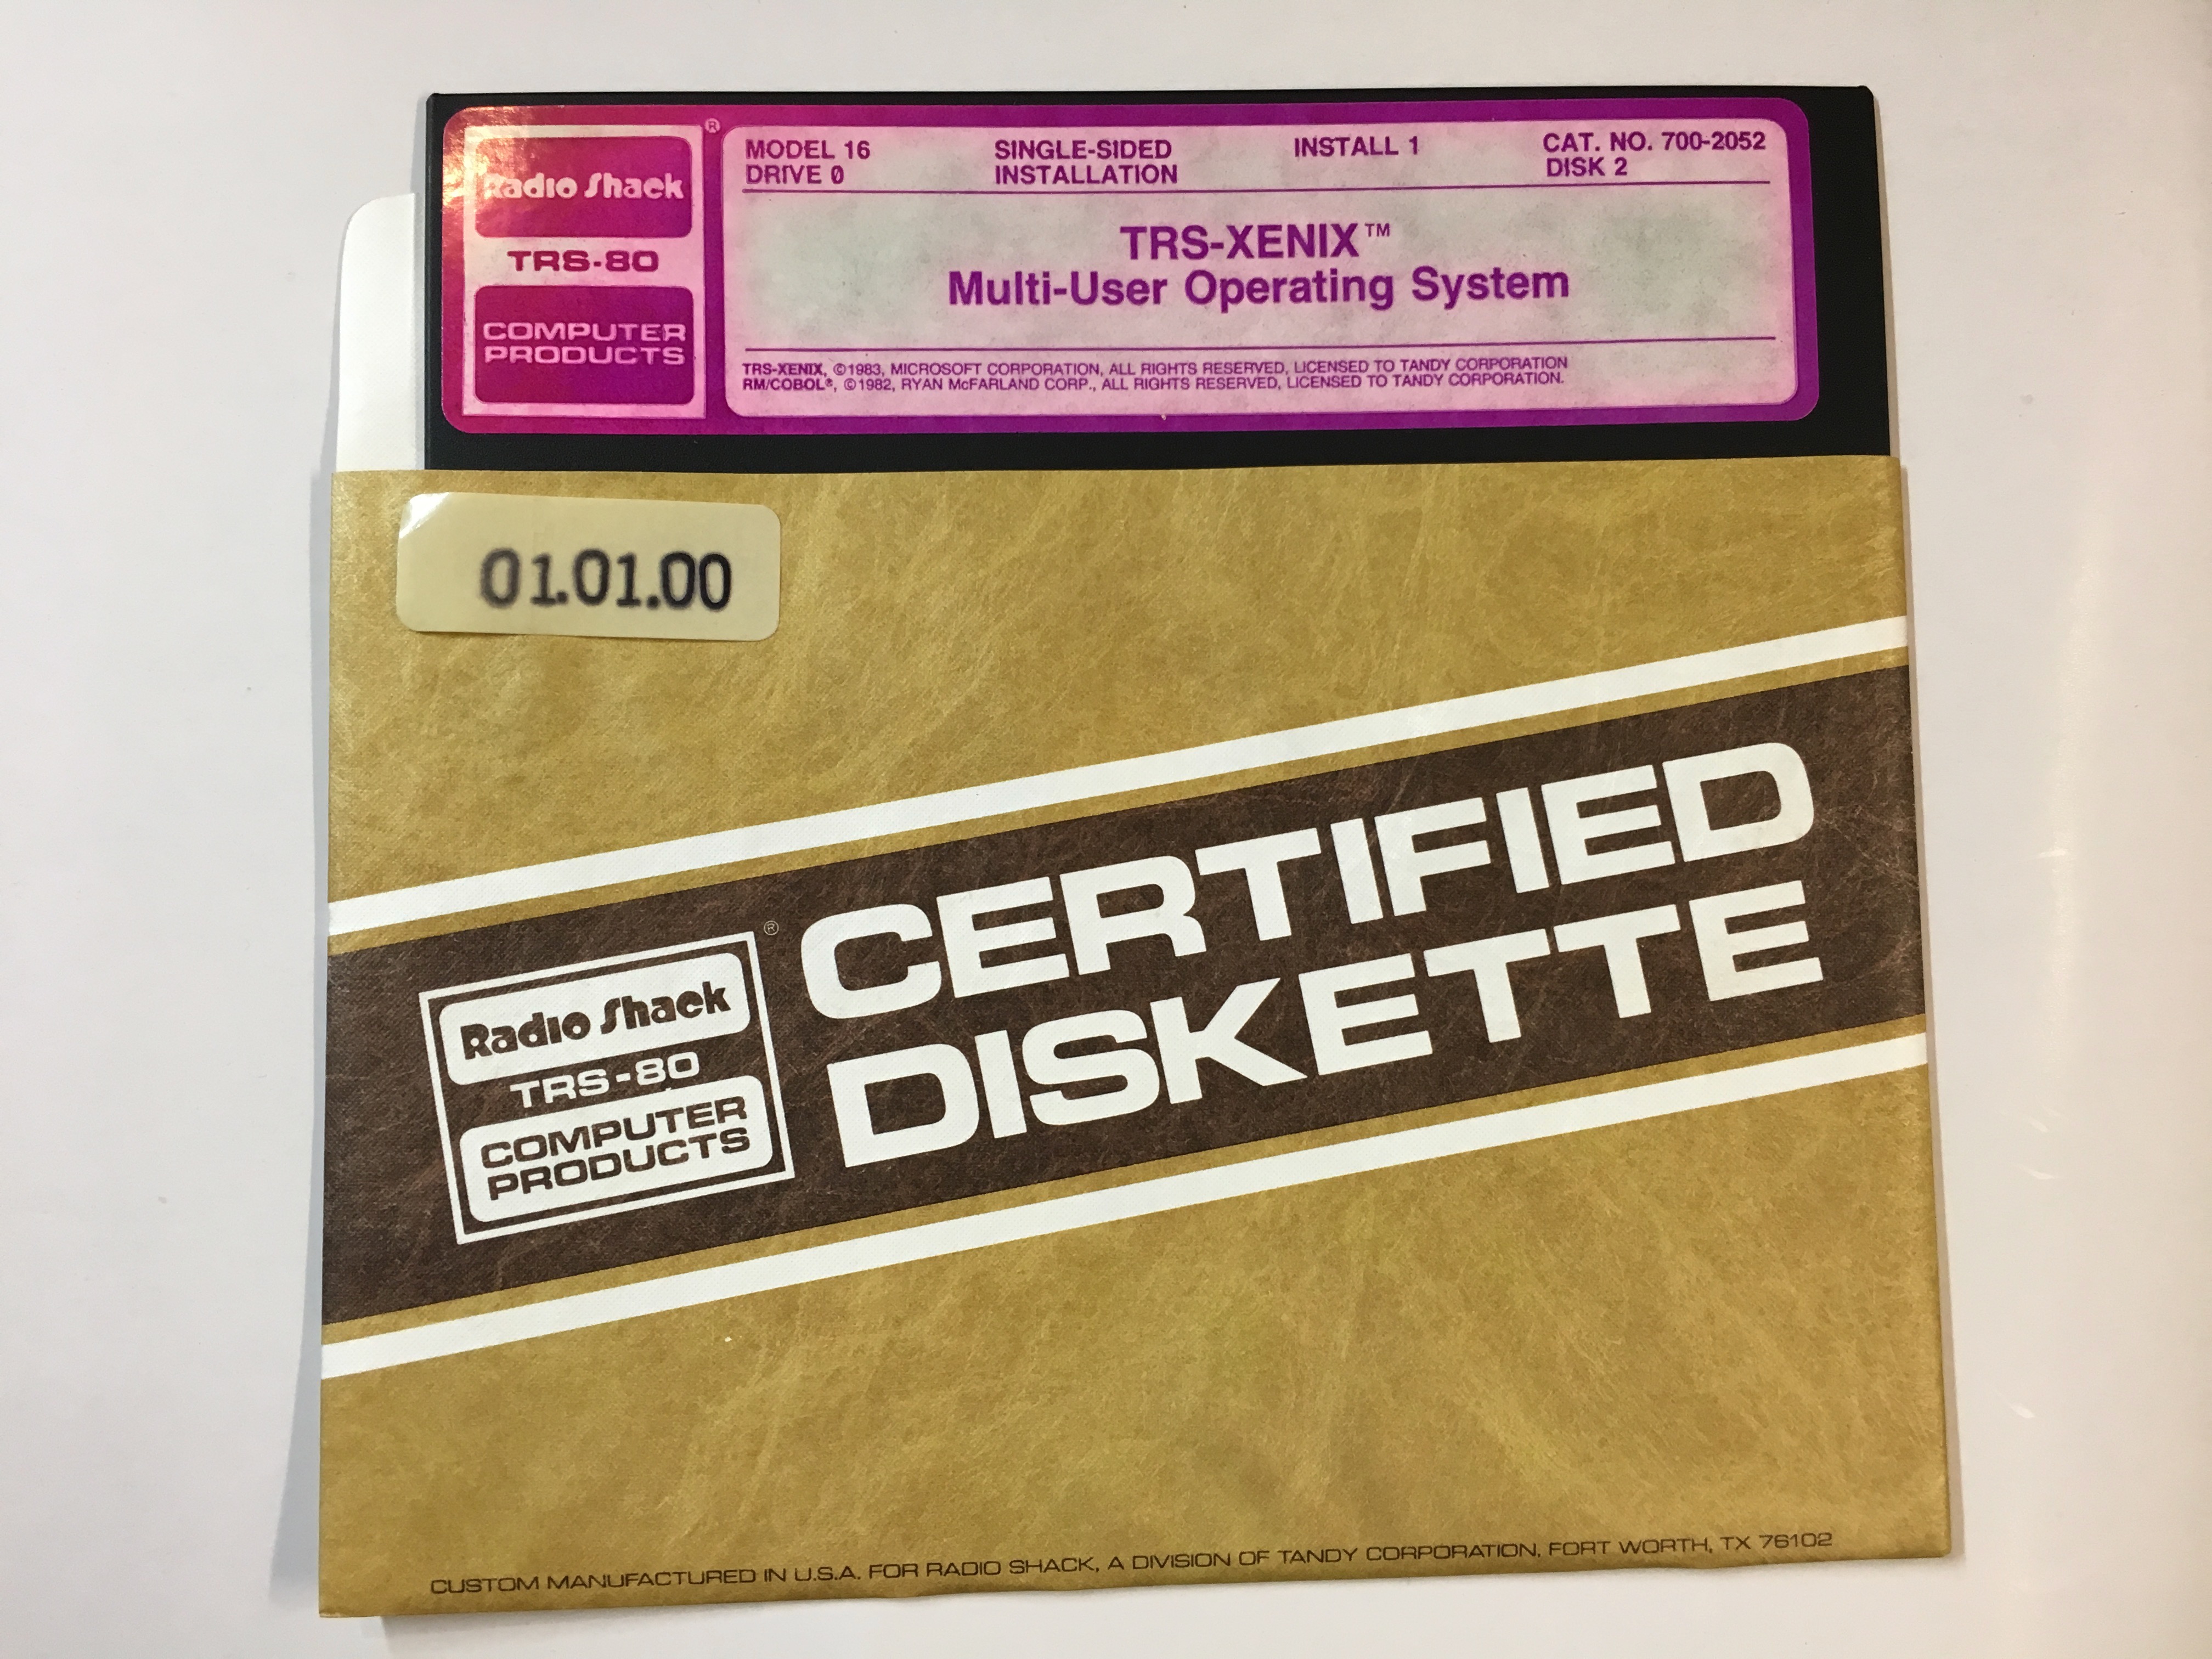 Radio Shack
®
TRS-80
COMPUTER
PRODUCTS
MODEL 16
DRIVE 0
SINGLE-SIDED
INSTALLATION
INSTALL 1
CAT. NO. 700-2052
DISK 2
TRS-XENIX™
Multi-User Operating System
TRS-XENIX, ©1983, MICROSOFT CORPORATION, ALL RIGHTS RESERVED, LICENSED TO TANDY CORPORATION
RM/COBOL®, ©1982, RYAN McFARLAND CORP., ALL RIGHTS RESERVED, LICENSED TO TANDY CORPORATION.
01.01.00
Radio Shack
®
TRS-80
COMPUTER
PRODUCTS
CERTIFIED
DISKETTE
CUSTOM MANUFACTURED IN U.S.A. FOR RADIO SHACK, A DIVISION OF TANDY CORPORATION, FORT WORTH, TX 76102